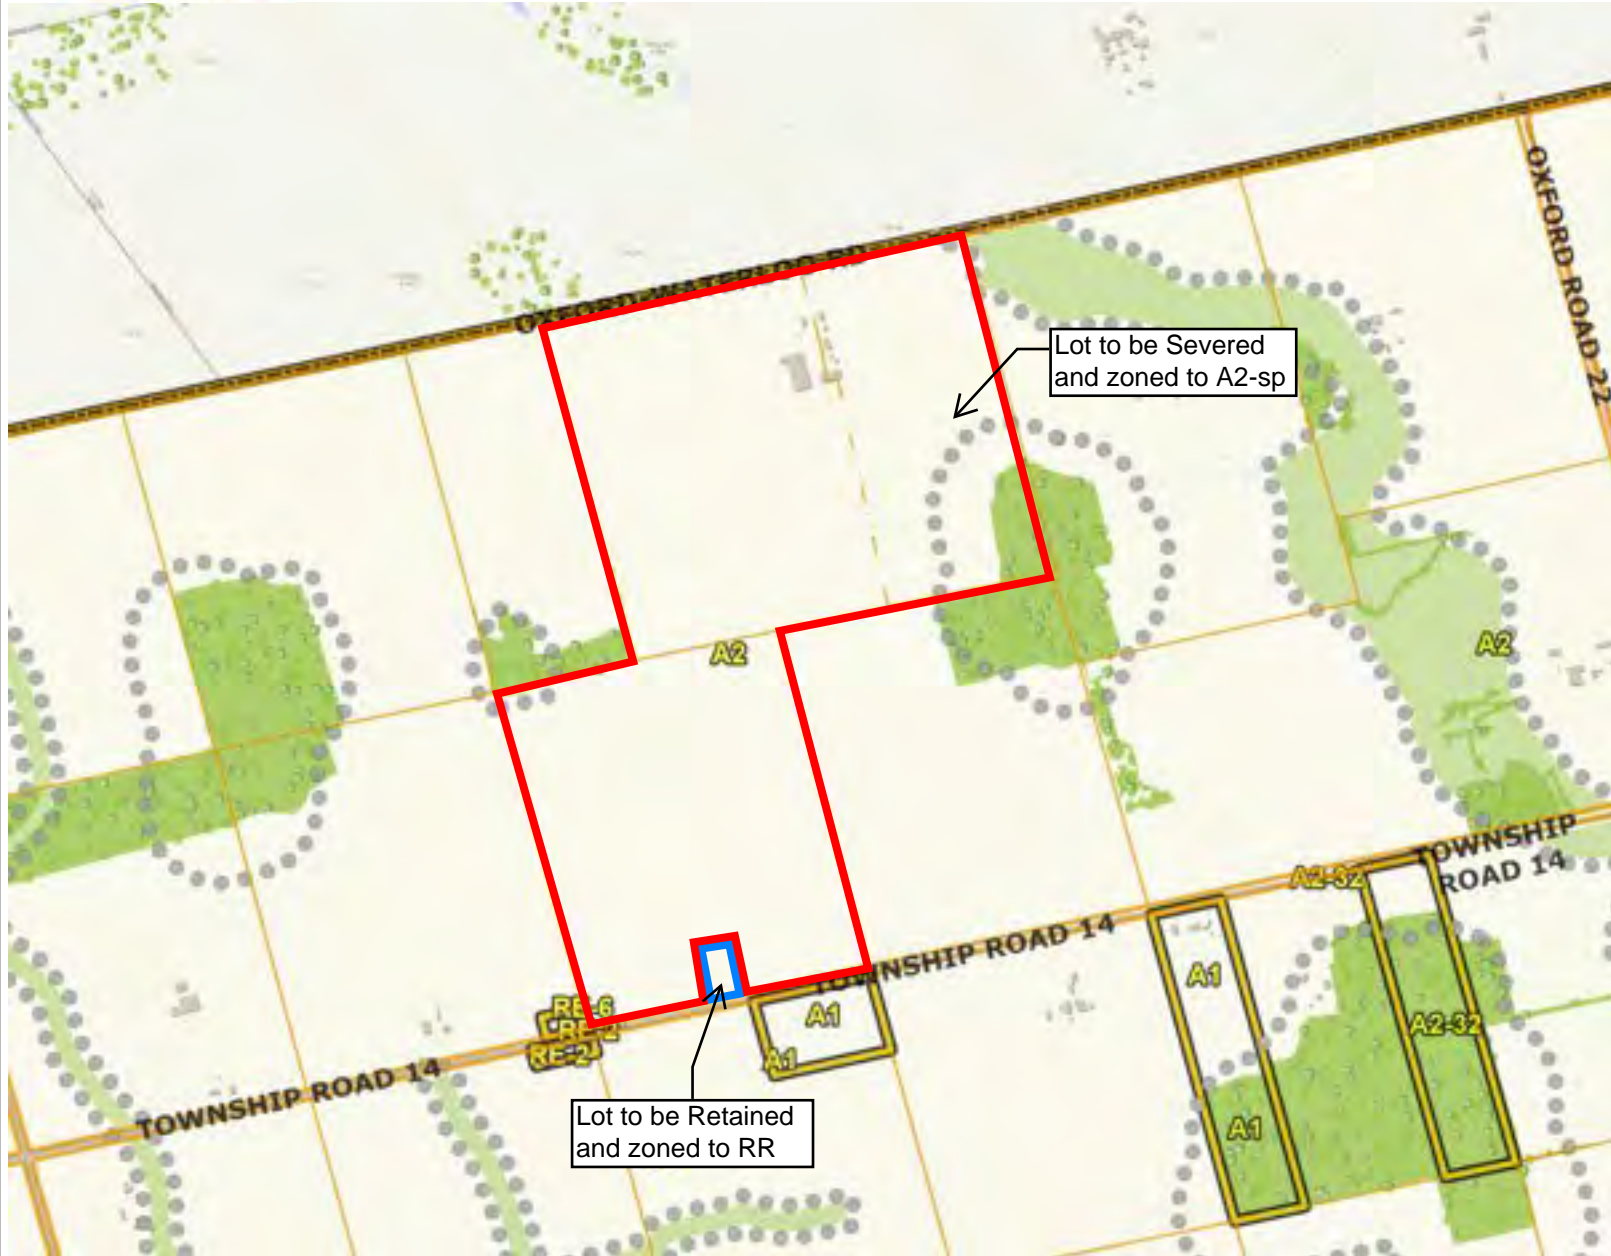 OXFORD-WATERLOO RD
OXFORD ROAD 22
Lot to be Severed
and zoned to A2-sp
A2
A2
TOWNSHIP
ROAD 14
A2-32
TOWNSHIP ROAD 14
A1
A1
A1
A2-32
RE-6
RE-2
RE-2
TOWNSHIP ROAD 14
Lot to be Retained
and zoned to RR
A1